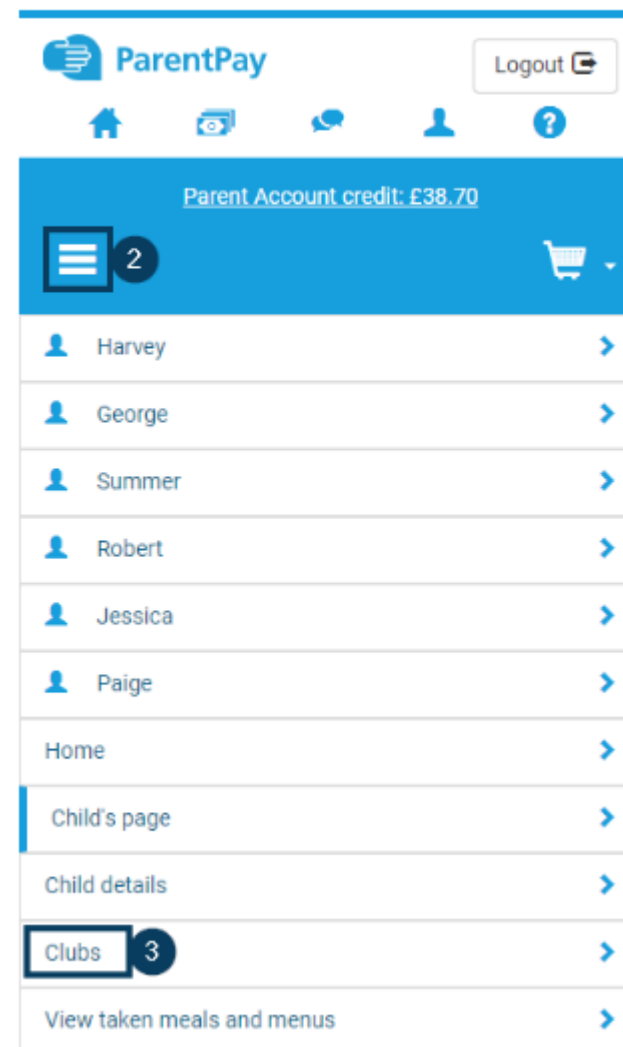 ParentPay
Logout
Parent Account credit: £38.70
2
Harvey
George
Summer
Robert
Jessica
Paige
Home
Child's page
Child details
Clubs 3
View taken meals and menus